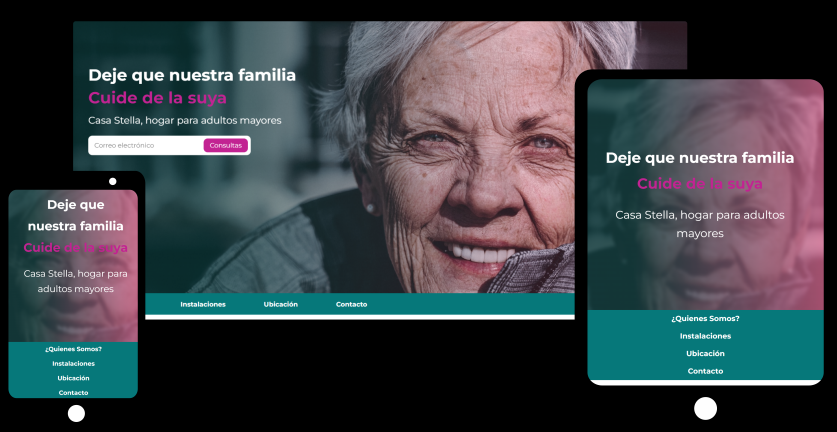 Deje que nuestra familia
Cuide de la suya
Casa Stella, hogar para adultos mayores
Correo electrónico
Consultas
Instalaciones
Ubicación
Contacto
Deje que
nuestra familia
Cuide de la suya
Casa Stella, hogar para
adultos mayores
¿Quienes Somos?
Instalaciones
Ubicación
Contacto
Deje que nuestra familia
Cuide de la suya
Casa Stella, hogar para adultos
mayores
¿Quienes Somos?
Instalaciones
Ubicación
Contacto